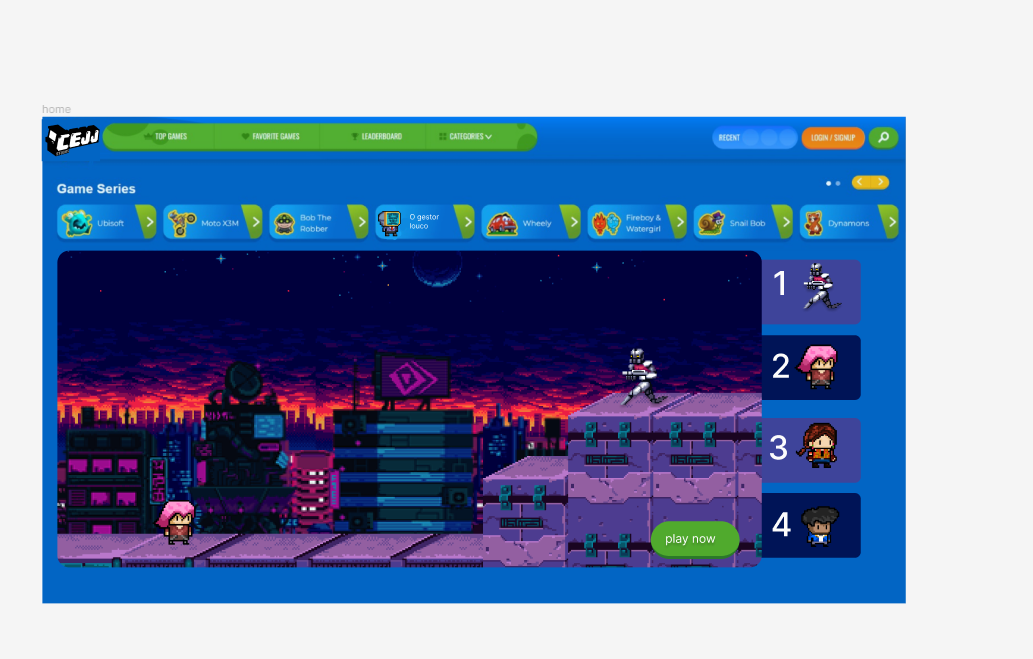 home
CEJJ
TOP GAMES
FAVORITE GAMES
LEADERBOARD
CATEGORIES
RECENT
LOGIN / SIGNUP
Game Series
Ubisoft
Moto X3M
Bob The
Robber
O gestor
louco
Wheely
Fireboy &
Watergirl
Snail Bob
Dynamons
1
2
3
4
play now